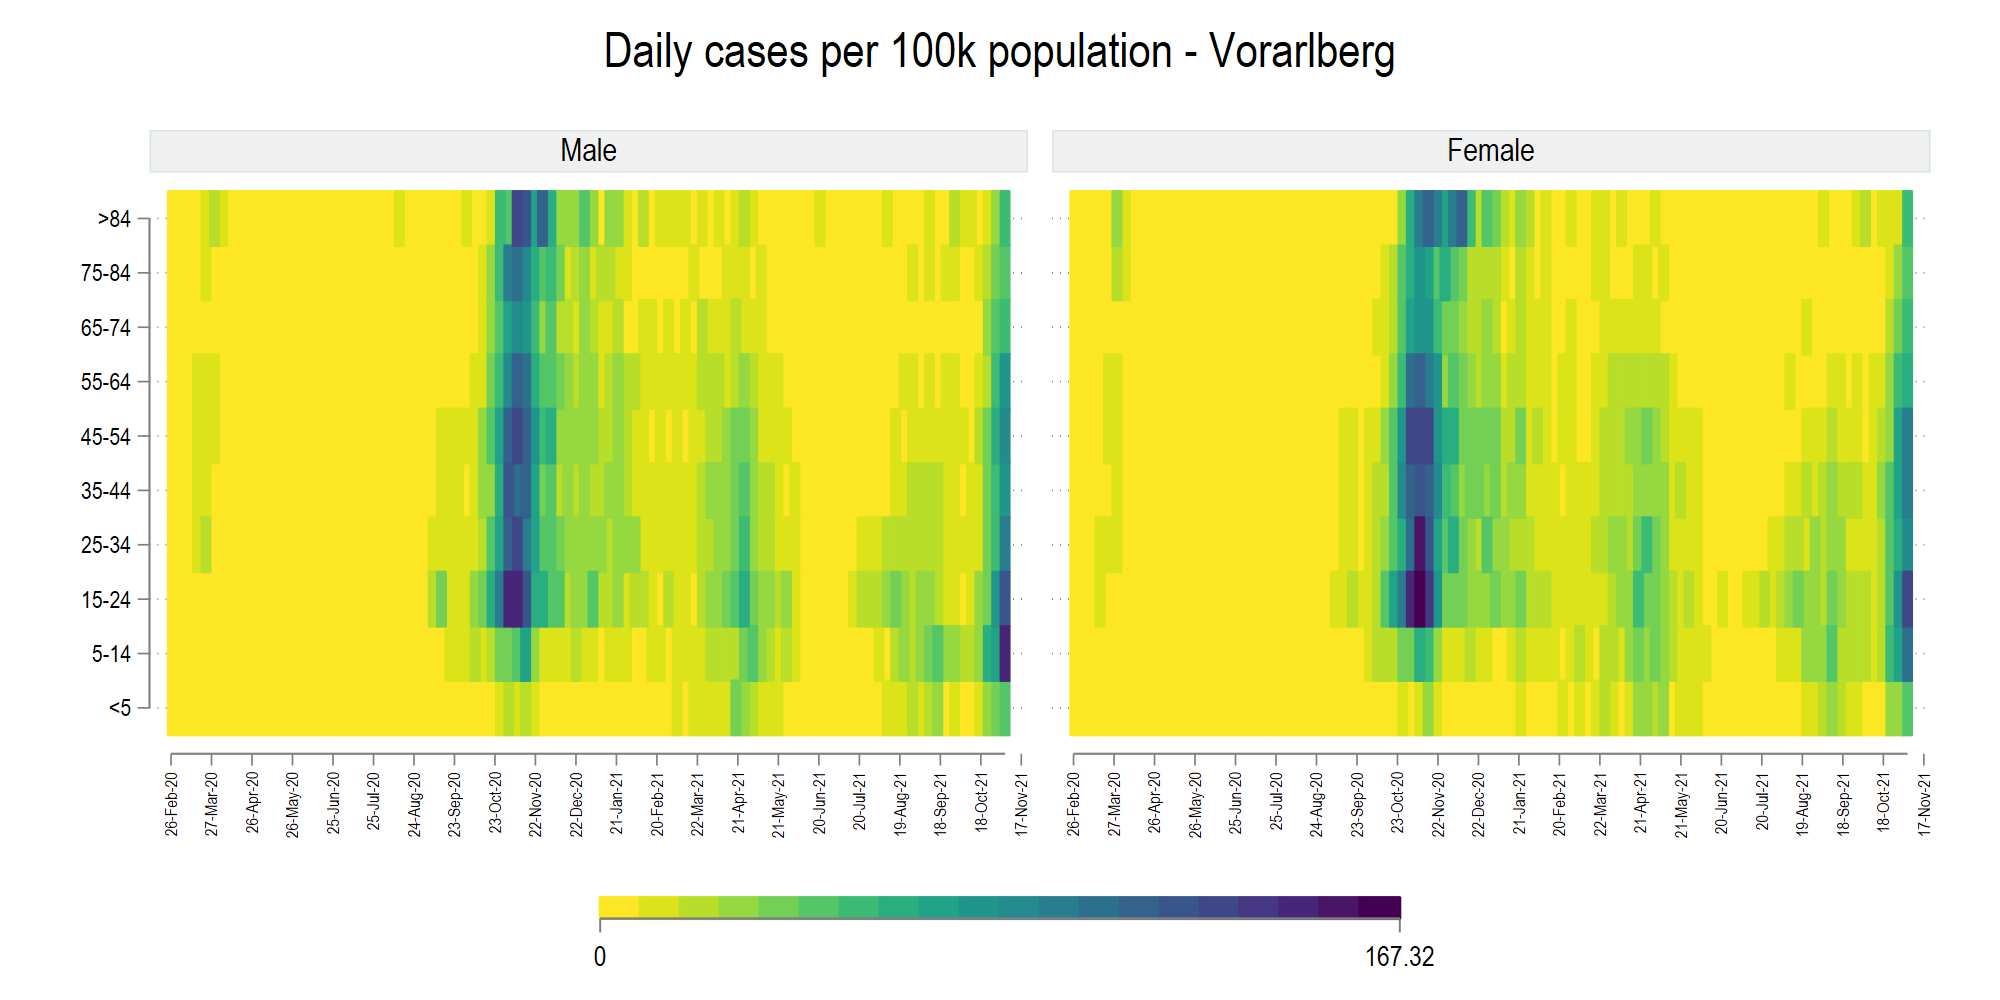 Daily cases per 100k population - Vorarlberg
Male
Female
>84
75-84
65-74
55-64
45-54
35-44
25-34
15-24
5-14
<5
26-Feb-20
27-Mar-20
26-Apr-20
26-May-20
25-Jun-20
25-Jul-20
24-Aug-20
23-Sep-20
23-Oct-20
22-Nov-20
22-Dec-20
21-Jan-21
20-Feb-21
22-Mar-21
21-Apr-21
21-May-21
20-Jun-21
20-Jul-21
19-Aug-21
18-Sep-21
18-Oct-21
17-Nov-21
26-Feb-20
27-Mar-20
26-Apr-20
26-May-20
25-Jun-20
25-Jul-20
24-Aug-20
23-Sep-20
23-Oct-20
22-Nov-20
22-Dec-20
21-Jan-21
20-Feb-21
22-Mar-21
21-Apr-21
21-May-21
20-Jun-21
20-Jul-21
19-Aug-21
18-Sep-21
18-Oct-21
17-Nov-21
0
167.32